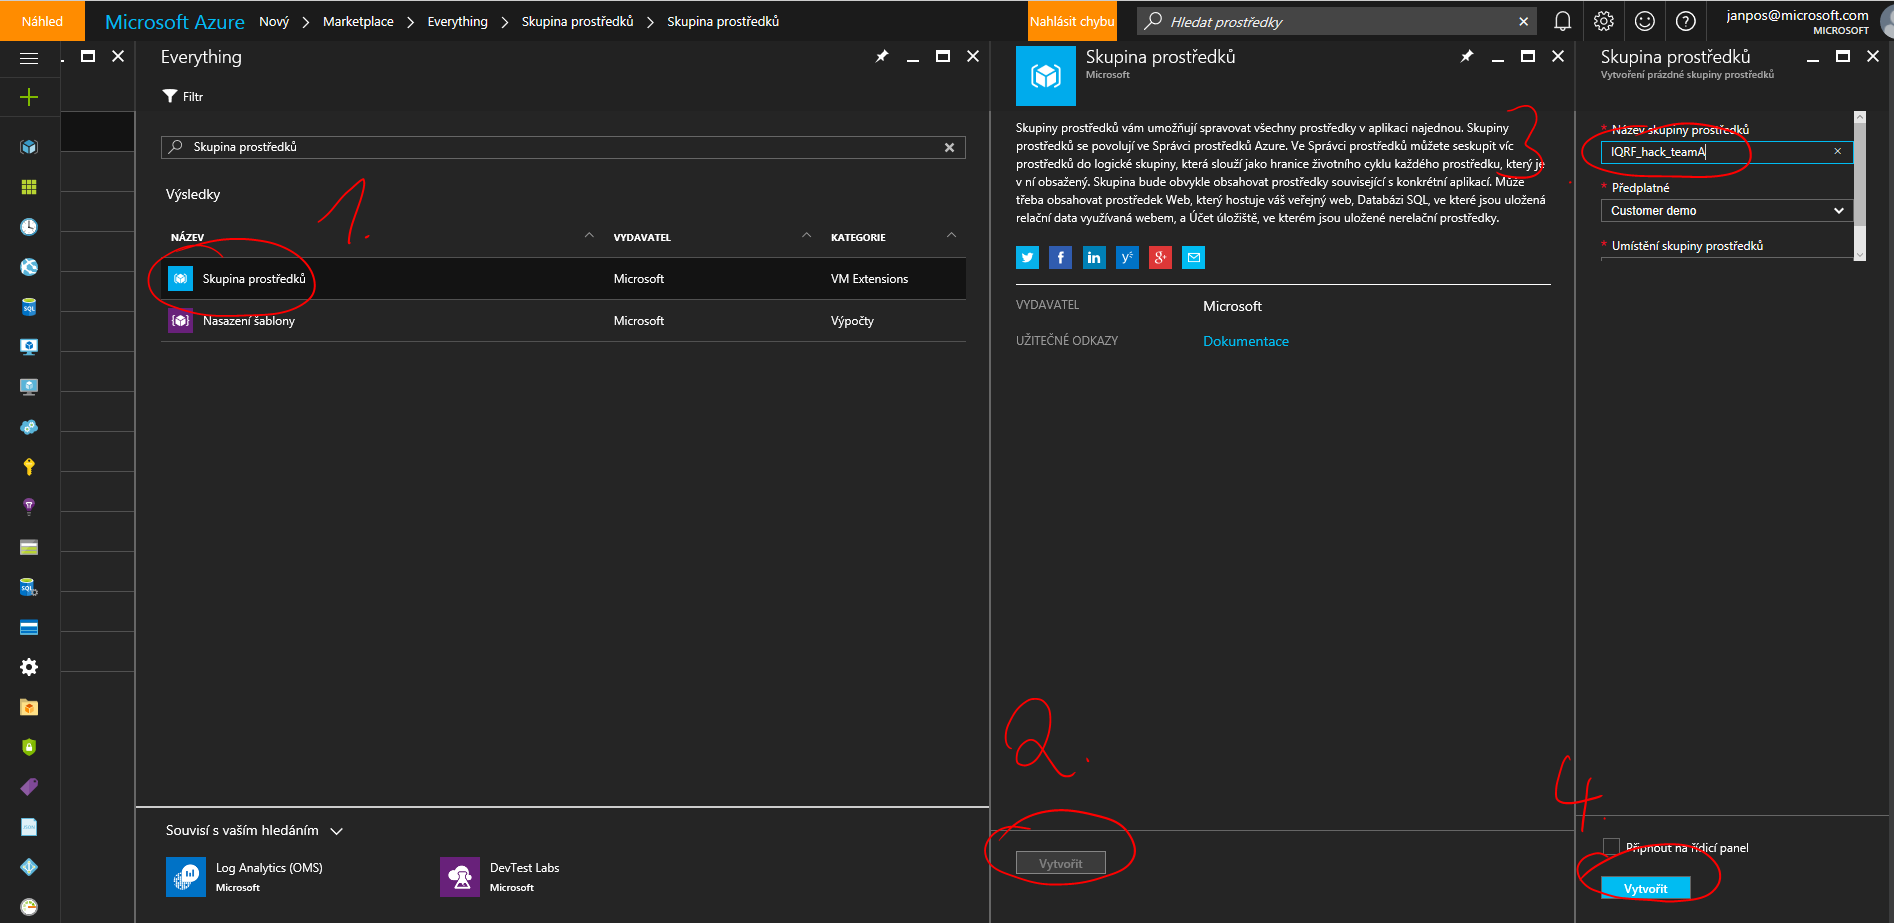 Náhled
Microsoft Azure Nový > Marketplace > Everything > Skupina prostředků > Skupina prostředků
Nahlásit chybu
Hledat prostředky
janpos@microsoft.com
MICROSOFT
Everything
Filtr
Skupina prostředků
Výsledky
1.
NÁZEV VYDAVATEL KATEGORIE
Skupina prostředků Microsoft VM Extensions
Nasazení šablony Microsoft Výpočty
Souvisí s vaším hledáním
Log Analytics (OMS)
Microsoft
DevTest Labs
Microsoft
Skupina prostředků
Microsoft
3.
Skupiny prostředků vám umožňují spravovat všechny prostředky v aplikaci najednou. Skupiny
prostředků se povolují ve Správci prostředků Azure. Ve Správci prostředků můžete seskupit víc
prostředků do logické skupiny, která slouží jako hranice životního cyklu každého prostředku, který je
v ní obsažený. Skupina bude obvykle obsahovat prostředky související s konkrétní aplikací. Může
třeba obsahovat prostředek Web, který hostuje váš veřejný web, Databázi SQL, ve které jsou uložená
relační data využívaná webem, a Účet úložiště, ve kterém jsou uložené nerelační prostředky.
VYDAVATEL Microsoft
UŽITEČNÉ ODKAZY Dokumentace
2.
Vytvořit
Skupina prostředků
Vytvoření prázdné skupiny prostředků
* Název skupiny prostředků
IQRF_hack_teamA
* Předplatné
Customer demo
* Umístění skupiny prostředků
4.
Připnout na řídicí panel
Vytvořit